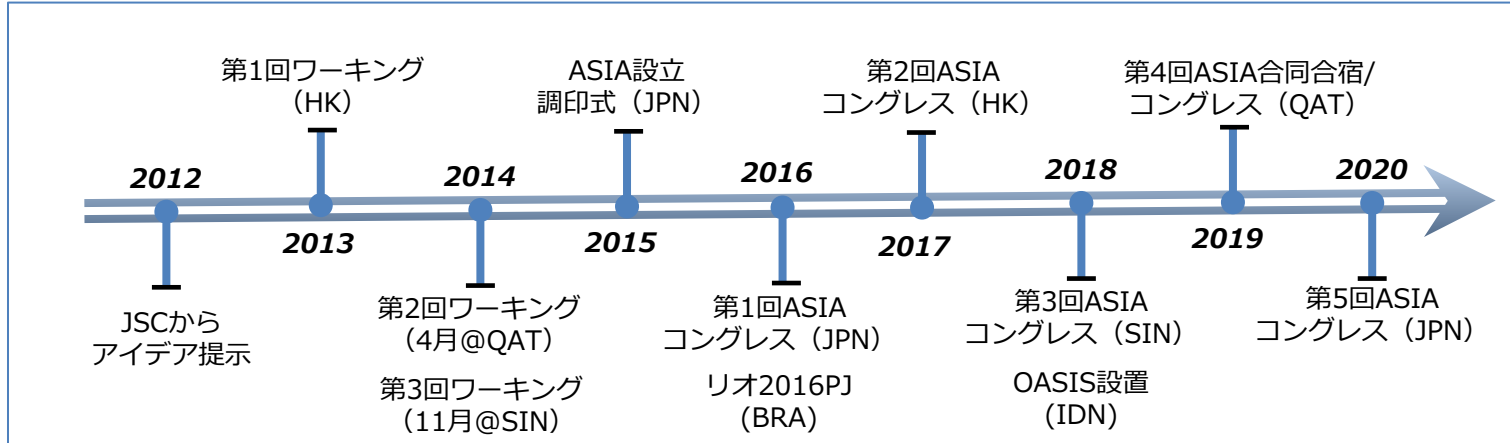 第1回ワーキング
（HK）
ASIA設立
調印式（JPN）
第2回ASIA
コングレス（HK）
第4回ASIA合同合宿/
コングレス（QAT）
2012
2014
2016
2018
2020
2013
2015
2017
2019
JSCから
アイデア提示
第2回ワーキング
（4月@QAT）
第3回ワーキング
（11月@SIN）
第1回ASIA
コングレス（JPN）
リオ2016PJ
(BRA)
第3回ASIA
コングレス（SIN）
OASIS設置
(IDN)
第5回ASIA
コングレス（JPN）